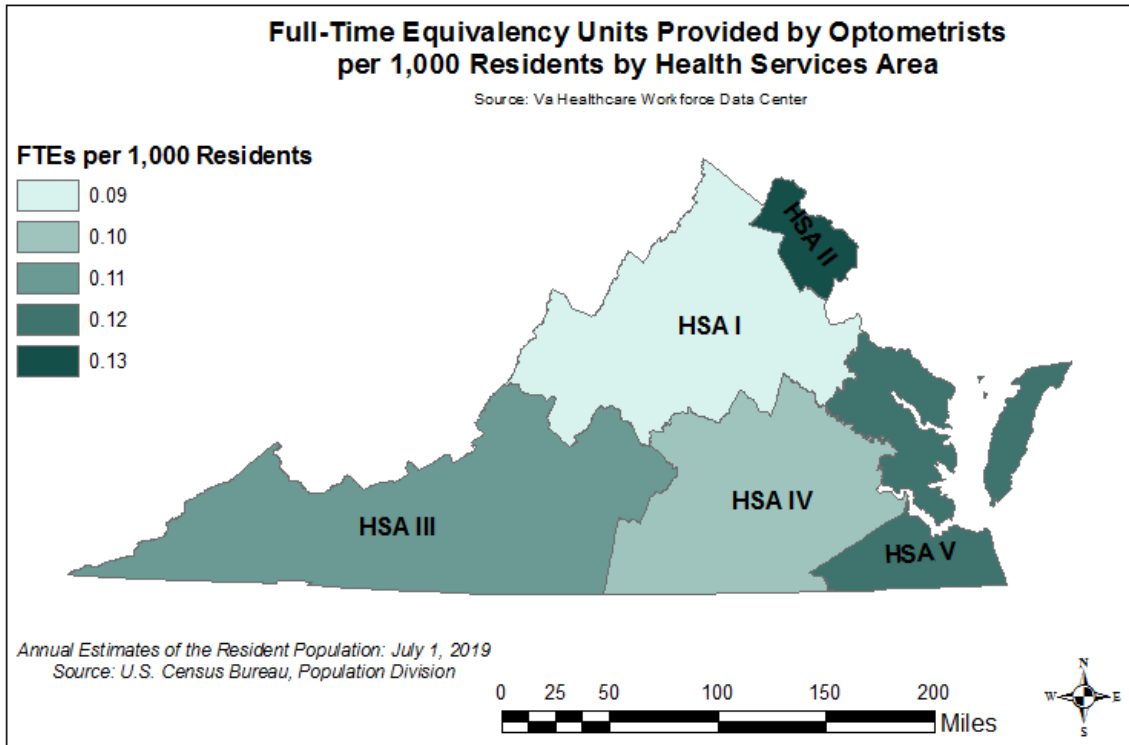 Full-Time Equivalency Units Provided by Optometrists
per 1,000 Residents by Health Services Area
Source: Va Healthcare Workforce Data Center
FTEs per 1,000 Residents
0.09
0.10
0.11
0.12
0.13
HSA II
HSA I
HSA IV
HSA III
HSA V
Annual Estimates of the Resident Population: July 1, 2019
Source: U.S. Census Bureau, Population Division
0 25 50 100 150 200
Miles
N
W E
S